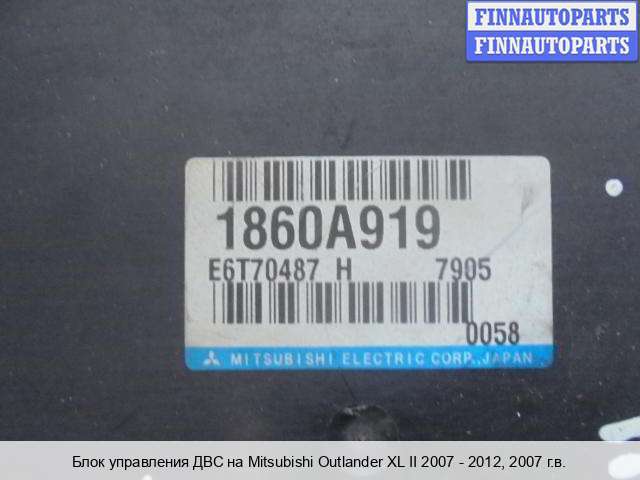 FINNAUTOPARTS
FINNAUTOPARTS
1860A919
E6T70487 H 7905
0058
MITSUBISHI ELECTRIC CORP. JAPAN
Блок управления ДВС на Mitsubishi Outlander XL II 2007 - 2012, 2007 г.в.